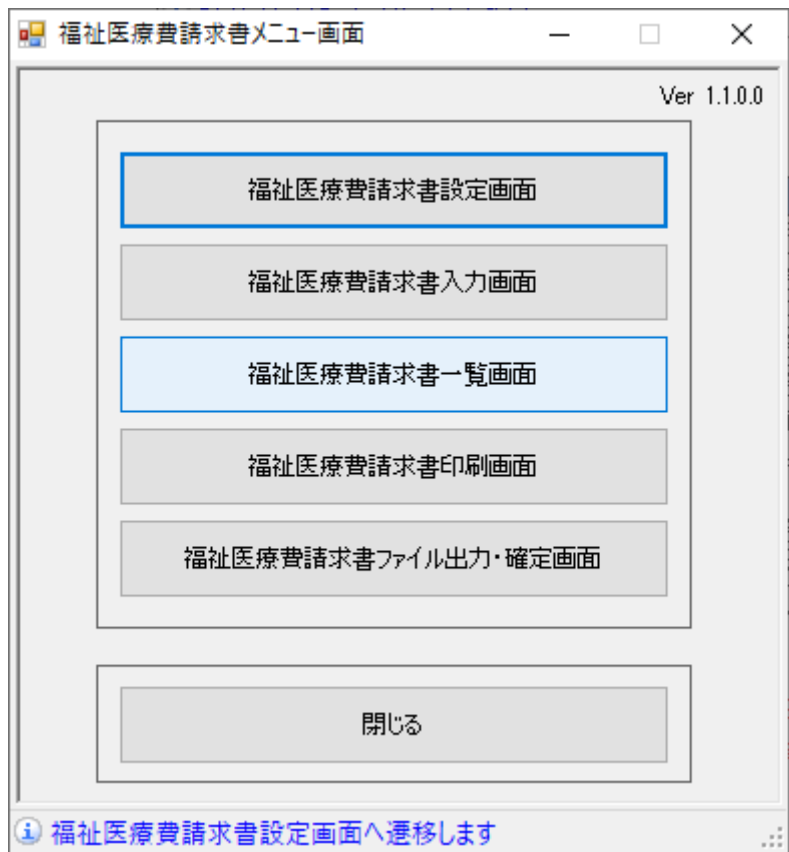 福祉医療費請求書メニュー画面
Ver 1.1.0.0
福祉医療費請求書設定画面
福祉医療費請求書入力画面
福祉医療費請求書一覧画面
福祉医療費請求書印刷画面
福祉医療費請求書ファイル出力・確定画面
閉じる
福祉医療費請求書設定画面へ遷移します